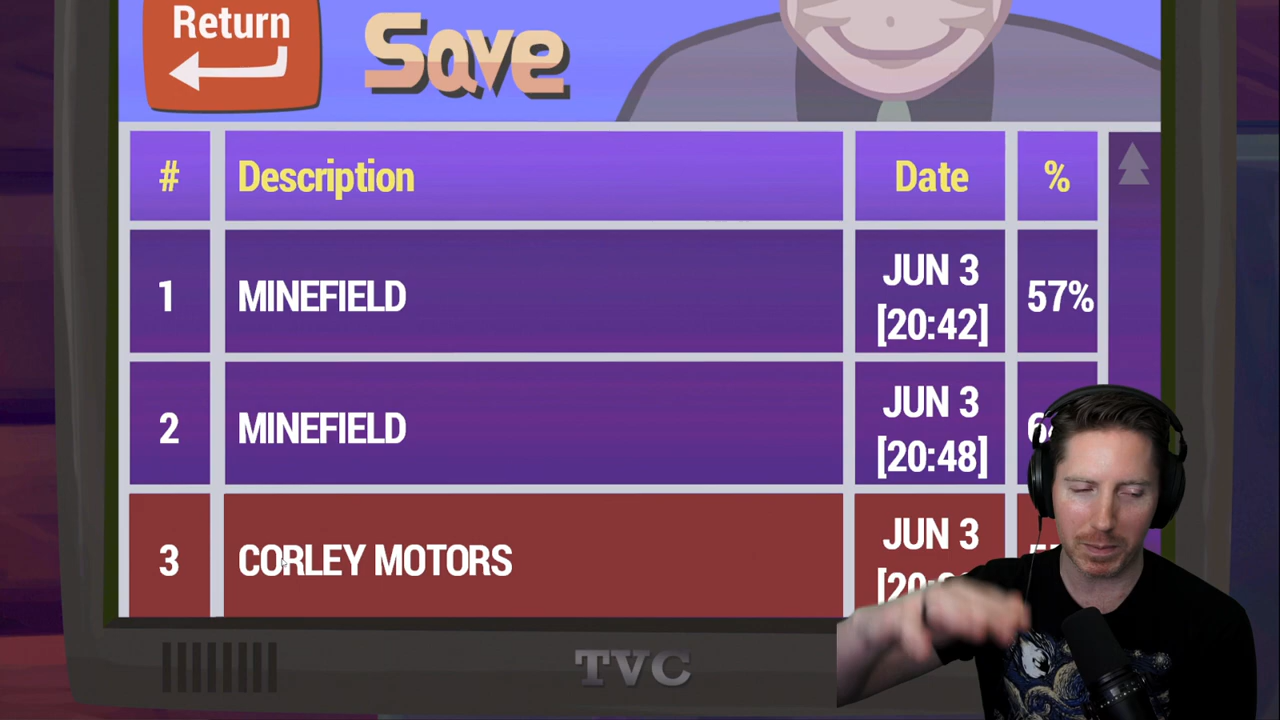 Return
Save
# Description Date %
1 MINEFIELD JUN 3 [20:42] 57%
2 MINEFIELD JUN 3 [20:48]
3 CORLEY MOTORS JUN 3
TVC